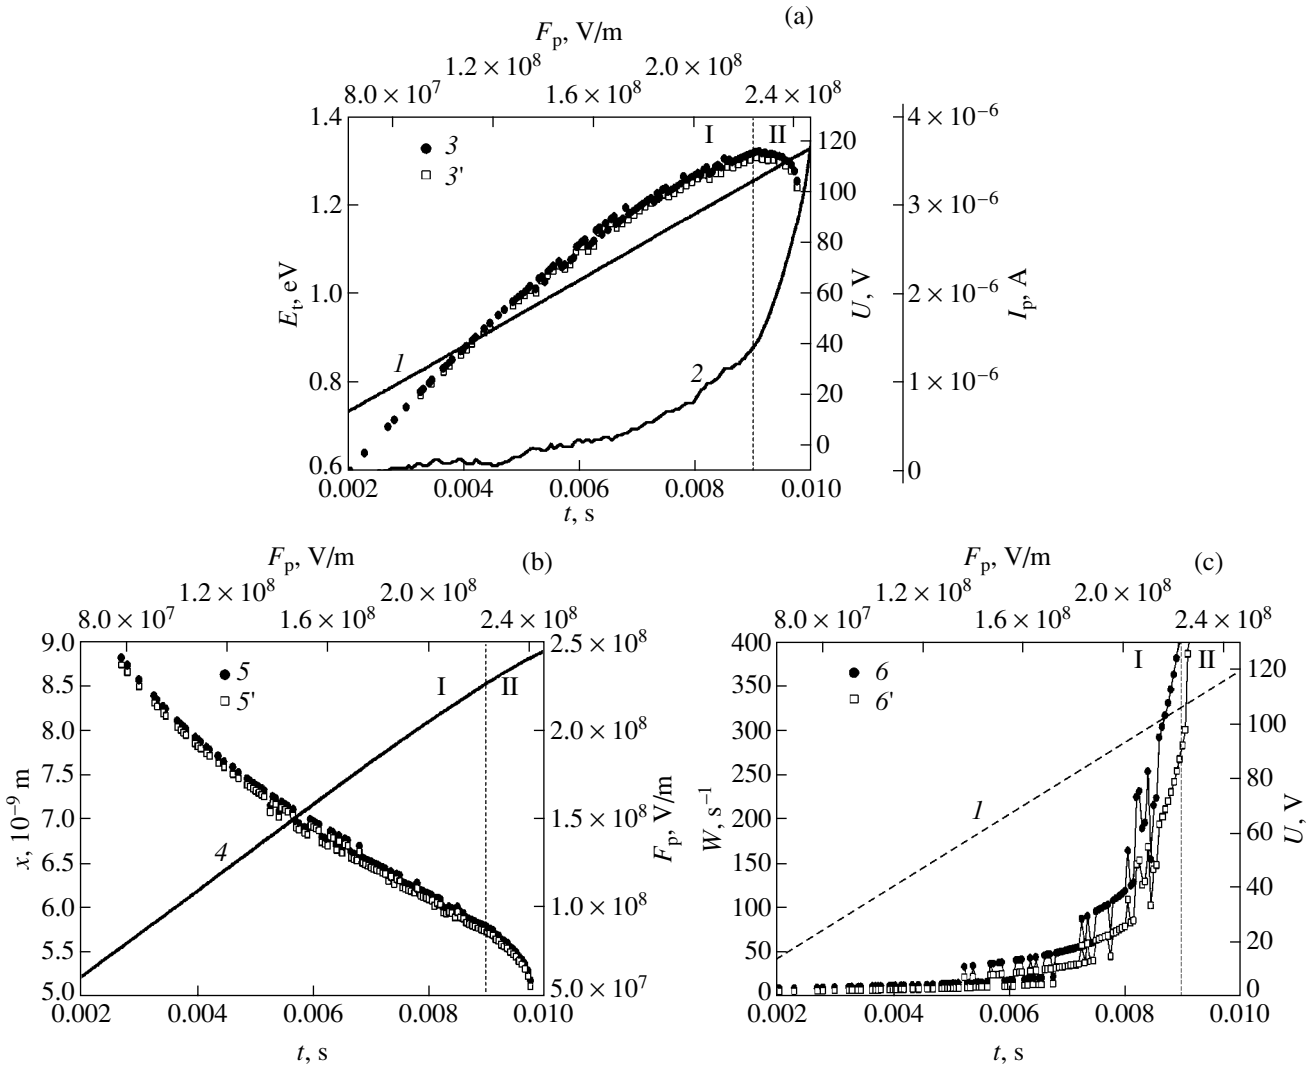 (a)
F_p, V/m
1.2 × 10^8 2.0 × 10^8
8.0 × 10^7 1.6 × 10^8 2.4 × 10^8
1.4
1.2
1.0
0.8
0.6
E_t, eV
3
3'
I II
1
2
120
100
80
60
40
20
0
U, V
4 × 10^-6
3 × 10^-6
2 × 10^-6
1 × 10^-6
0
I_p, A
0.002 0.004 0.006 0.008 0.010
t, s
(b)
F_p, V/m
1.2 × 10^8 2.0 × 10^8
8.0 × 10^7 1.6 × 10^8 2.4 × 10^8
9.0
8.5
8.0
7.5
7.0
6.5
6.0
5.5
5.0
x, 10^-9 m
5
5'
I II
4
2.5 × 10^8
2.0 × 10^8
1.5 × 10^8
1.0 × 10^8
5.0 × 10^7
F_p, V/m
0.002 0.004 0.006 0.008 0.010
t, s
(c)
F_p, V/m
1.2 × 10^8 2.0 × 10^8
8.0 × 10^7 1.6 × 10^8 2.4 × 10^8
400
350
300
250
200
150
100
50
0
W, s^-1
6
6'
I II
1
120
100
80
60
40
20
0
U, V
0.002 0.004 0.006 0.008 0.010
t, s